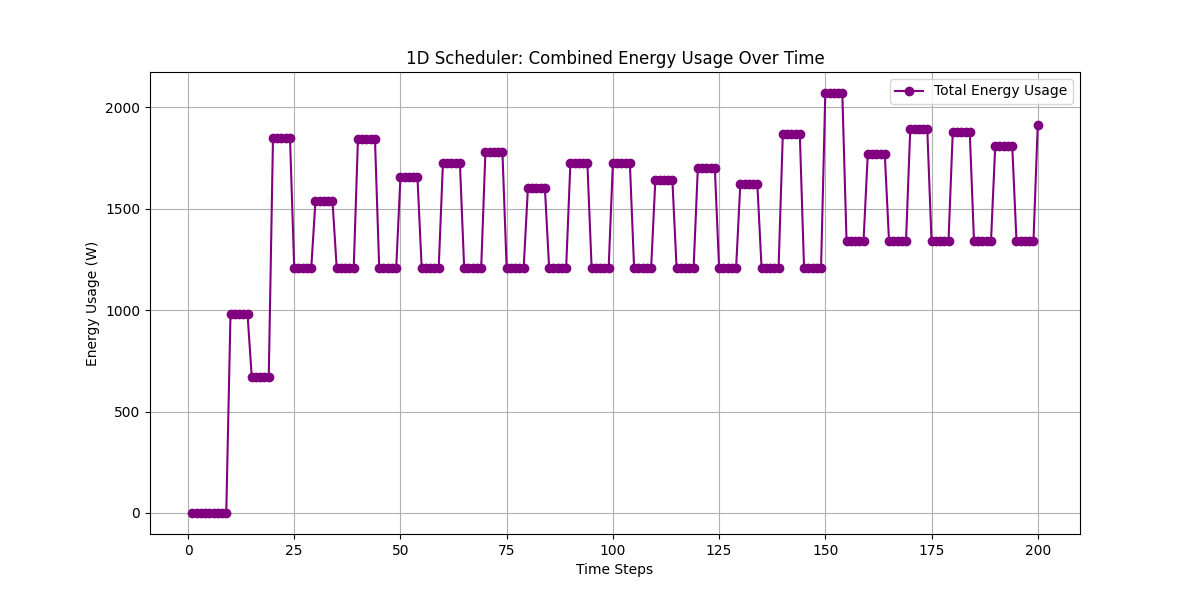 1D Scheduler: Combined Energy Usage Over Time
Total Energy Usage
Energy Usage (W)
2000
1500
1000
500
0
0 25 50 75 100 125 150 175 200
Time Steps